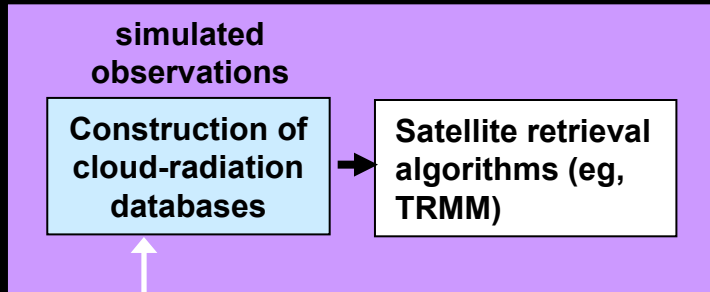 simulated
observations
Construction of
cloud-radiation
databases
Satellite retrieval
algorithms (eg,
TRMM)